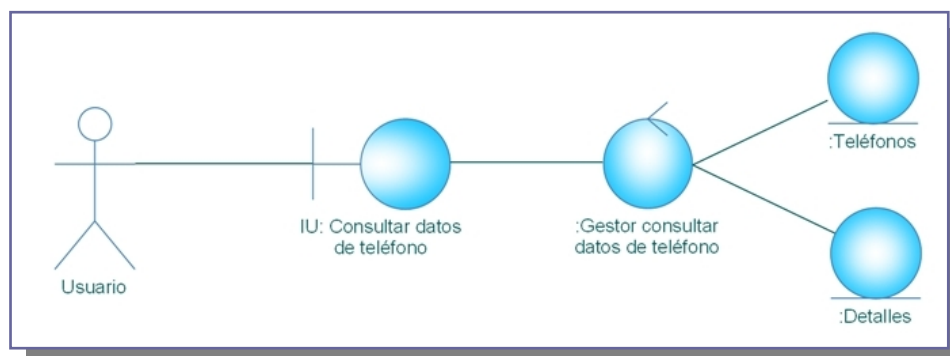 Usuario
IU: Consultar datos
de teléfono
:Gestor consultar
datos de teléfono
:Teléfonos
:Detalles